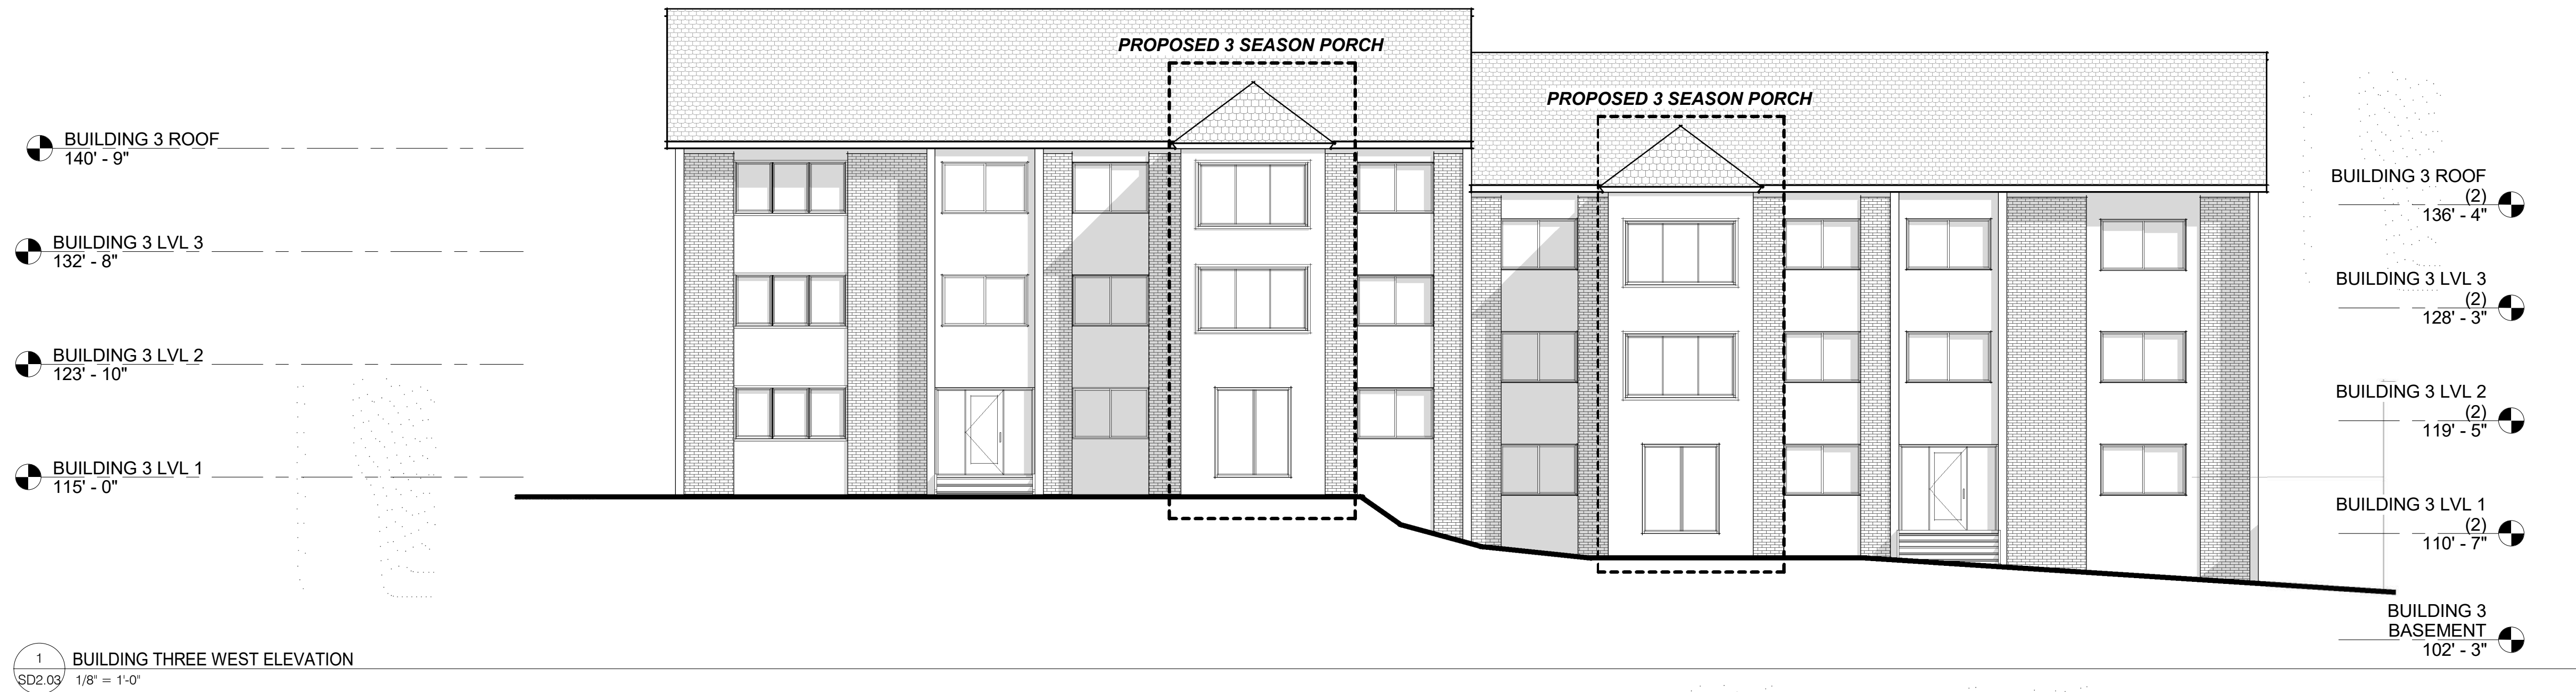 PROPOSED 3 SEASON PORCH
PROPOSED 3 SEASON PORCH
BUILDING 3 ROOF
140' - 9"
BUILDING 3 LVL 3
132' - 8"
BUILDING 3 LVL 2
123' - 10"
BUILDING 3 LVL 1
115' - 0"
BUILDING 3 ROOF
(2)
136' - 4"
BUILDING 3 LVL 3
(2)
128' - 3"
BUILDING 3 LVL 2
(2)
119' - 5"
BUILDING 3 LVL 1
(2)
110' - 7"
BUILDING 3
BASEMENT
102' - 3"
1
SD2.03
BUILDING THREE WEST ELEVATION
1/8" = 1'-0"